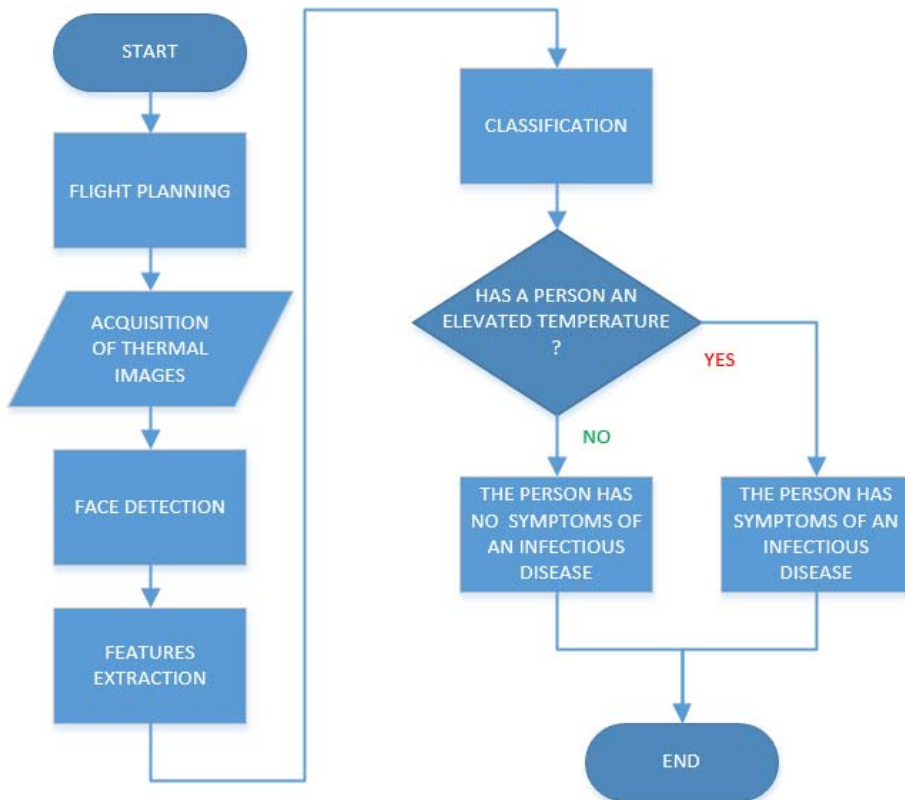 START
FLIGHT PLANNING
ACQUISITION
OF THERMAL
IMAGES
FACE DETECTION
FEATURES
EXTRACTION
CLASSIFICATION
HAS A PERSON AN
ELEVATED TEMPERATURE
?
YES
NO
THE PERSON HAS
NO SYMPTOMS OF
AN INFECTIOUS
DISEASE
THE PERSON HAS
SYMPTOMS OF AN
INFECTIOUS
DISEASE
END